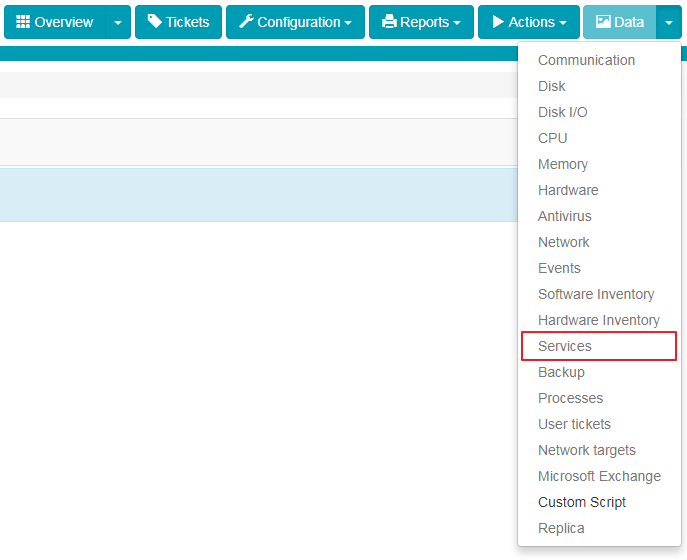 Overview Tickets Configuration Reports Actions Data
Communication
Disk
Disk I/O
CPU
Memory
Hardware
Antivirus
Network
Events
Software Inventory
Hardware Inventory
Services
Backup
Processes
User tickets
Network targets
Microsoft Exchange
Custom Script
Replica